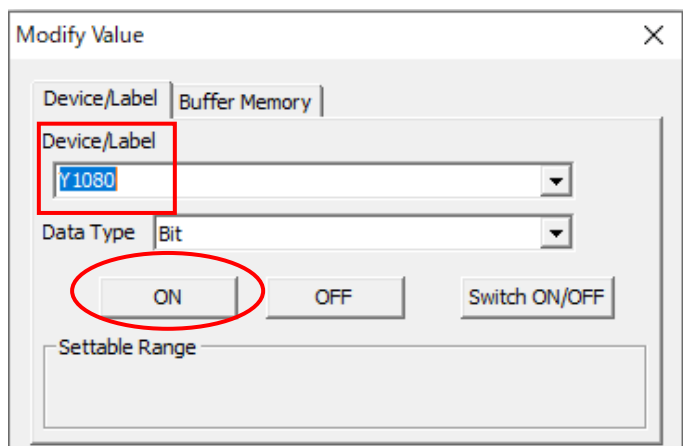 Modify Value
Device/Label Buffer Memory
Device/Label
Y1080
Data Type Bit
ON OFF Switch ON/OFF
Settable Range